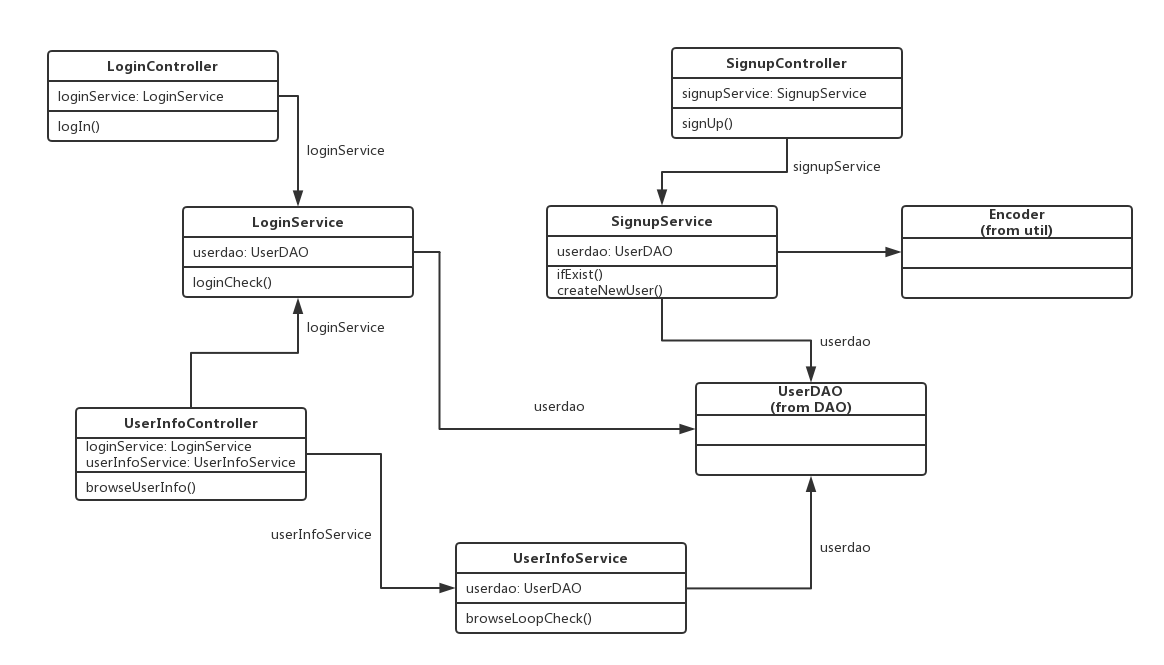 LoginController
loginService: LoginService
logIn()
SignupController
signupService: SignupService
signUp()
loginService
signupService
LoginService
userdao: UserDAO
loginCheck()
SignupService
userdao: UserDAO
ifExist()
createNewUser()
Encoder
(from util)
loginService
userdao
userdao
UserDAO
(from DAO)
UserInfoController
loginService: LoginService
userInfoService: UserInfoService
browseUserInfo()
userInfoService
userdao
UserInfoService
userdao: UserDAO
browseLoopCheck()